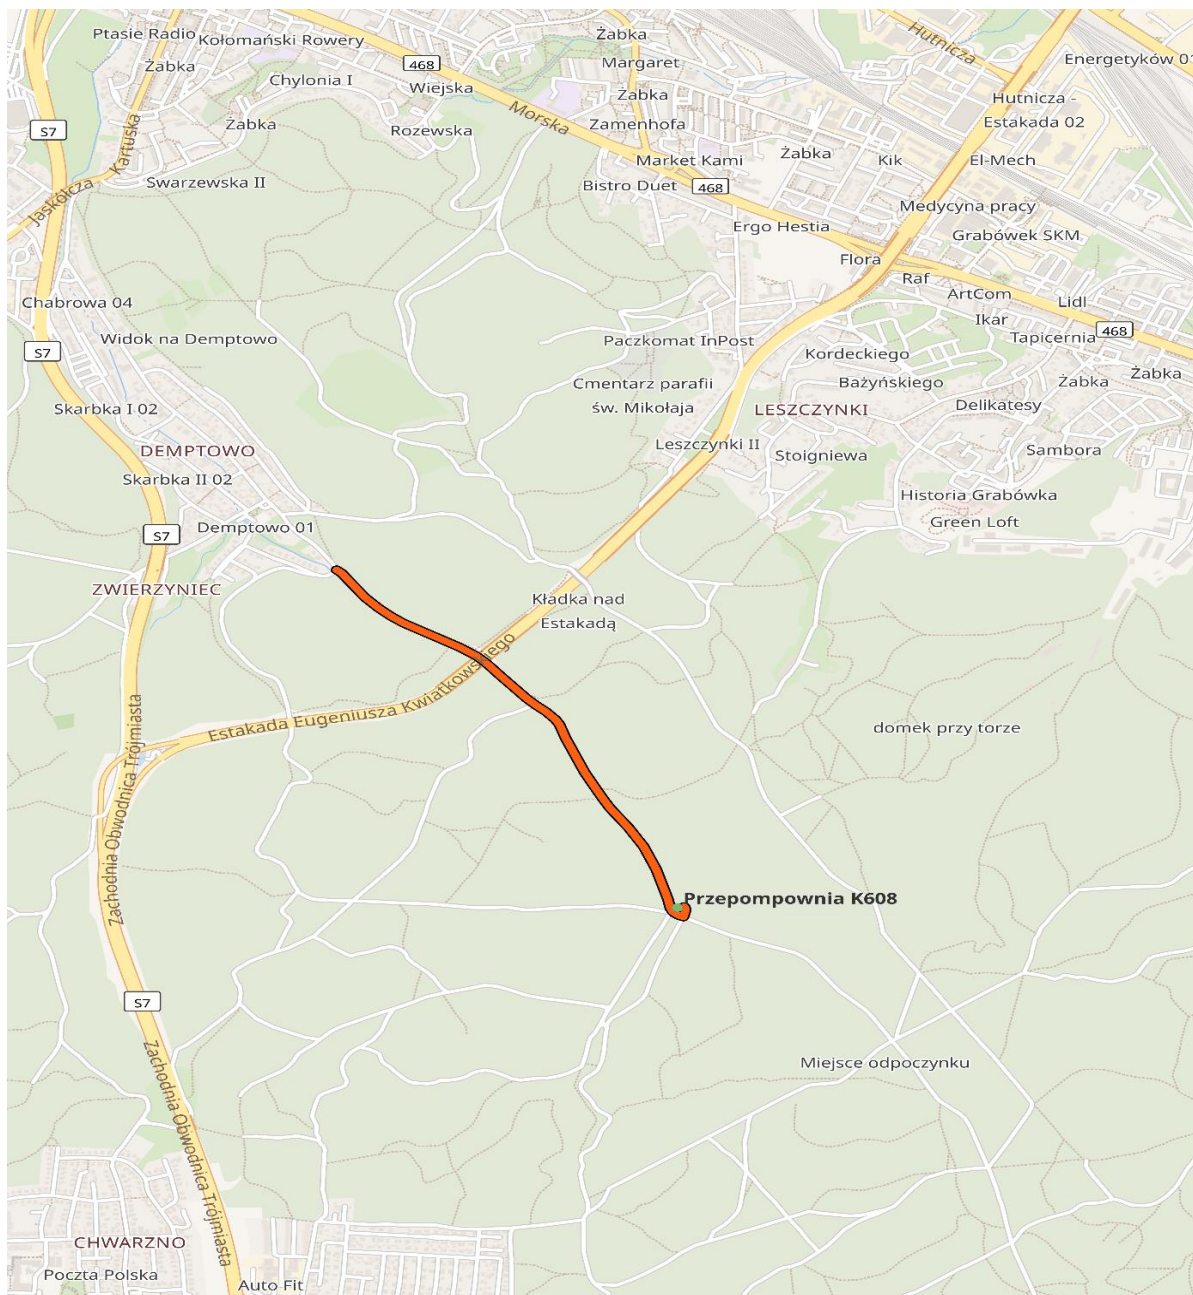 Ptasie Radio
Kołomański Rowery
Żabka
Hutnicza
Energetyków 01
Żabka
468
Margaret
Chylonia I
Wiejska
Hutnicza -
Estakada 02
Żabka
Morska
S7
Żabka
Rozewska
Zamenhofa
Kartuska
Market Kami
Żabka
Kik
El-Mech
Jaskółcza
Swarzewska II
Bistro Duet
468
Medycyna pracy
Ergo Hestia
Grabówek SKM
Flora
Raf
ArtCom
Lidl
Chabrowa 04
Ikar
468
Widok na Demptowo
Paczkomat InPost
Tapicernia
S7
Kordeckiego
Żabka
Cmentarz parafii
św. Mikołaja
Bażyńskiego
Żabka
Skarbka I 02
LESZCZYNKI
Delikatesy
DEMPTOWO
Leszczynki II
Stoigniewa
Sambora
Skarbka II 02
Historia Grabówka
Demptowo 01
Green Loft
S7
ZWIERZYNIEC
Kładka nad
Estakadą
Estakada Eugeniusza Kwiatkowskiego
domek przy torze
Zachodnia Obwodnica Trójmiasta
Zachodnia Obwodnica Trójmiasta
Przepompownia K608
S7
Miejsce odpoczynku
Zachodnia Obwodnica Trójmiasta
CHWARZNO
Poczta Polska
Auto Fit